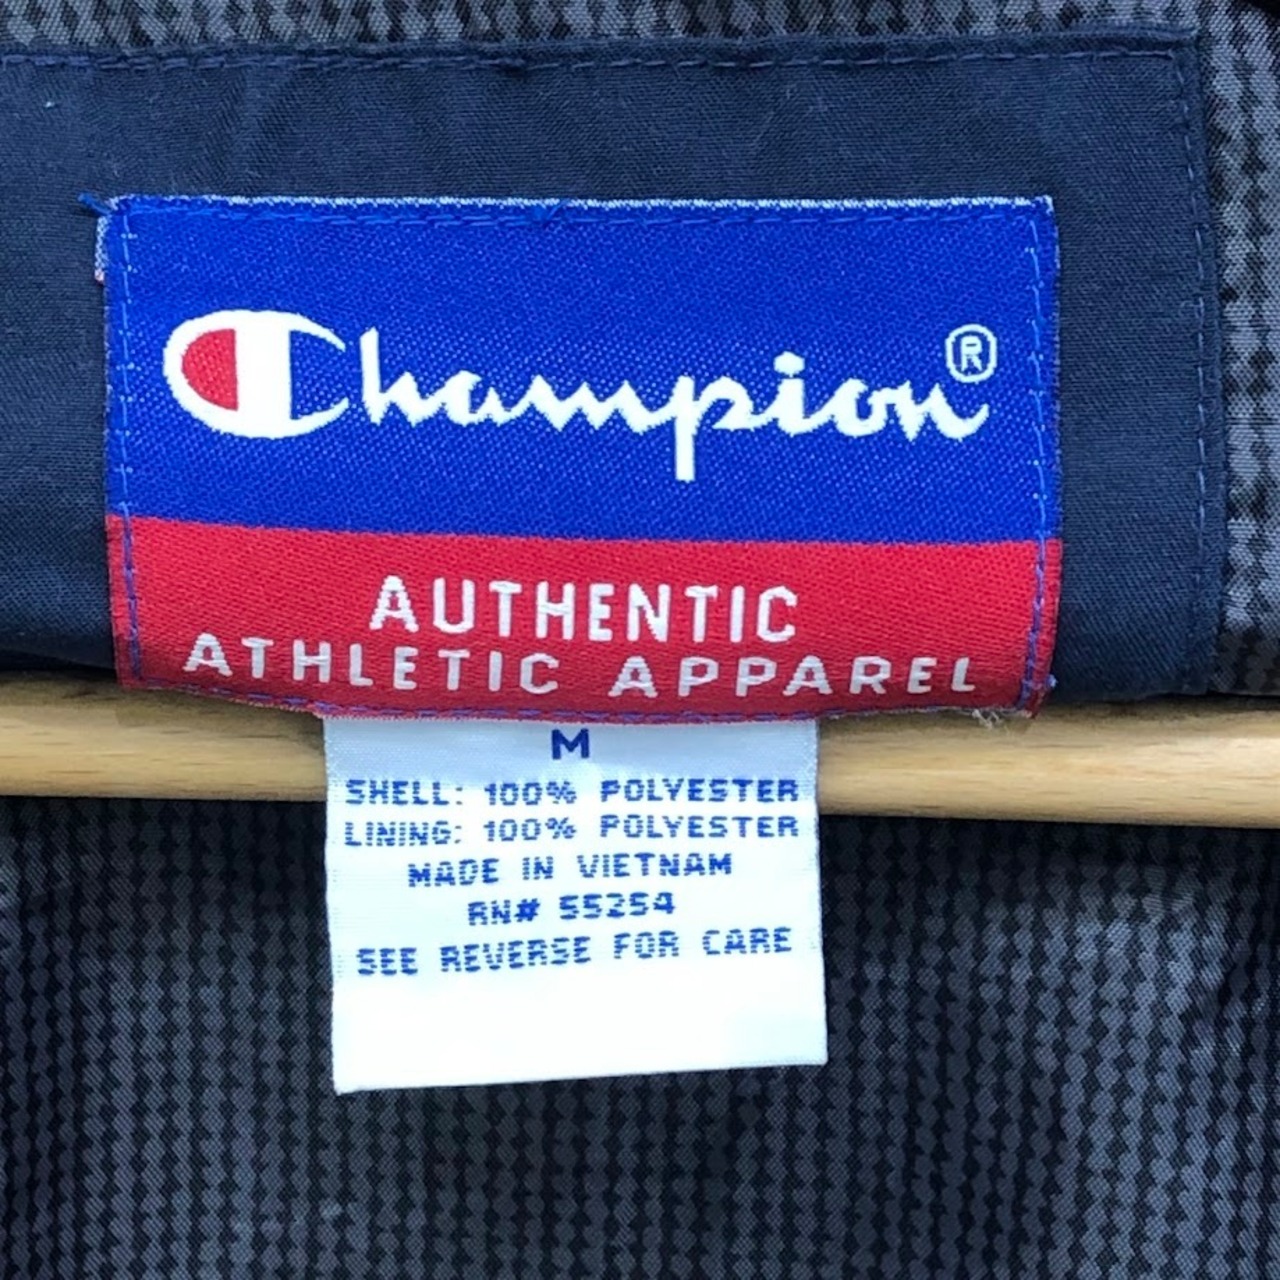 Champion®
AUTHENTIC
ATHLETIC APPAREL
M
SHELL: 100% POLYESTER
LINING: 100% POLYESTER
MADE IN VIETNAM
RN# 55254
SEE REVERSE FOR CARE